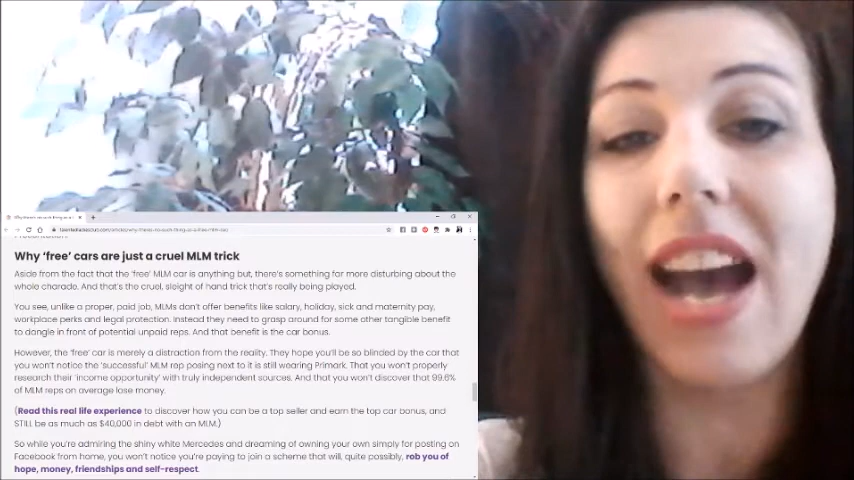 Why 'free' cars are just a cruel MLM trick
Aside from the fact that the 'free' MLM car is anything but, there's something far more disturbing about the
whole charade. And that's the cruel, sleight of hand trick that's really being played.
You see, unlike a proper, paid job, MLMs don't offer benefits like salary, holiday, sick and maternity pay,
workplace perks and legal protection. Instead they need to grasp around for some other tangible benefit
to dangle in front of potential unpaid reps. And that benefit is the car bonus.
However, the 'free' car is merely a distraction from the reality. They hope you'll be so blinded by the car that
you won't notice the 'successful' MLM rep posing next to it is still wearing Primark. That you won't properly
research their 'income opportunity' with truly independent sources. And that you won't discover that 99.6%
of MLM reps on average lose money.
(Read this real life experience to discover how you can be a top seller and earn the top car bonus, and
STILL be as much as $40,000 in debt with an MLM.)
So while you're admiring the shiny white Mercedes and dreaming of owning your own simply for posting on
Facebook from home, you won't notice you're paying to join a scheme that will, quite possibly, rob you of
hope, money, friendships and self-respect.